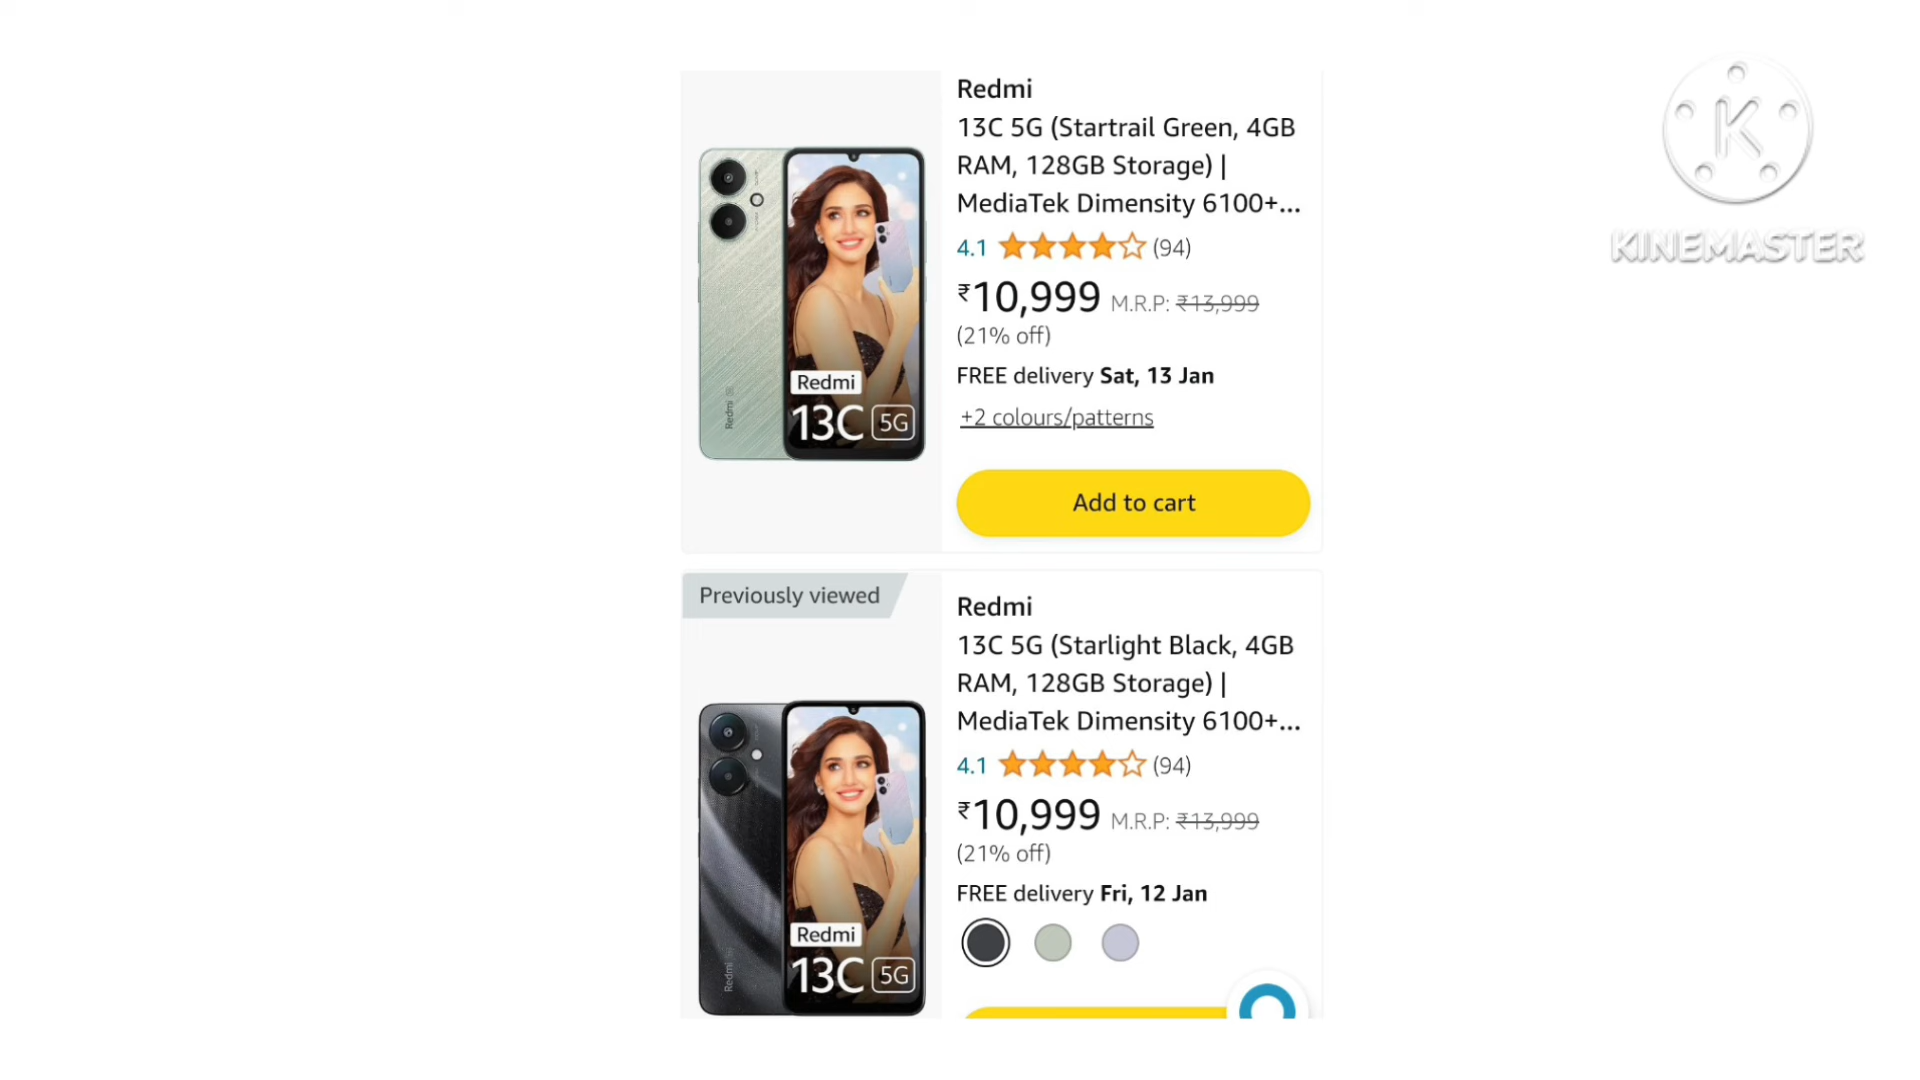 Redmi
13C 5G (Startrail Green, 4GB
RAM, 128GB Storage) |
MediaTek Dimensity 6100+...
4.1 (94)
₹10,999 M.R.P: ₹13,999
(21% off)
FREE delivery Sat, 13 Jan
+2 colours/patterns
Add to cart
Redmi
Redmi
13C 5G
K
KINEMASTER
Previously viewed
Redmi
13C 5G (Starlight Black, 4GB
RAM, 128GB Storage) |
MediaTek Dimensity 6100+...
4.1 (94)
₹10,999 M.R.P: ₹13,999
(21% off)
FREE delivery Fri, 12 Jan
Redmi
Redmi
13C 5G